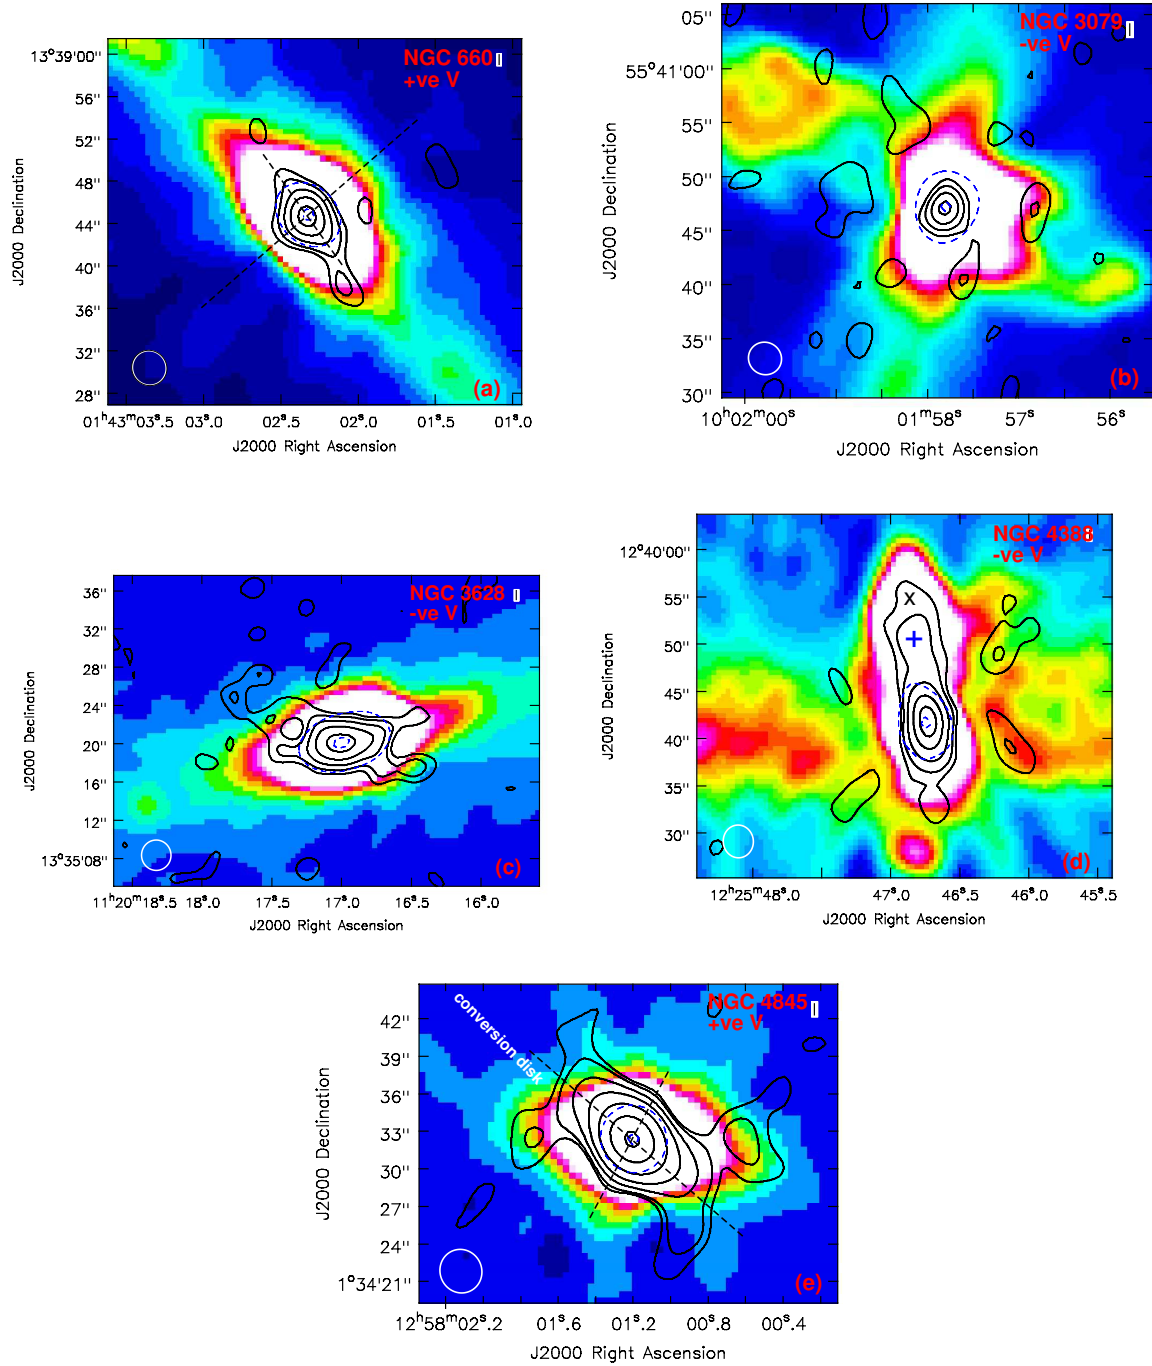 NGC 660
+ve V
13°39'00"
56"
52"
48"
44"
40"
36"
32"
28"
J2000 Declination
(a)
01ʰ43ᵐ03ˢ.5 03ˢ.0 02ˢ.5 02ˢ.0 01ˢ.5 01ˢ.0
J2000 Right Ascension
NGC 3079
-ve V
05"
55°41'00"
55"
50"
45"
40"
35"
30"
J2000 Declination
(b)
10ʰ02ᵐ00ˢ 01ᵐ58ˢ 57ˢ 56ˢ
J2000 Right Ascension
NGC 3628
-ve V
36"
32"
28"
24"
20"
16"
12"
13°35'08"
J2000 Declination
(c)
11ʰ20ᵐ18ˢ.5 18ˢ.0 17ˢ.5 17ˢ.0 16ˢ.5 16ˢ.0
J2000 Right Ascension
NGC 4388
-ve V
12°40'00"
55"
50"
45"
40"
35"
30"
J2000 Declination
X
+
(d)
12ʰ25ᵐ48ˢ.0 47ˢ.0 46ˢ.5 46ˢ.0 45ˢ.5
J2000 Right Ascension
NGC 4845
+ve V
conversion disk
42"
39"
36"
33"
30"
27"
24"
1°34'21"
J2000 Declination
(e)
12ʰ58ᵐ02ˢ.2 01ˢ.6 01ˢ.2 00ˢ.8 00ˢ.4
J2000 Right Ascension